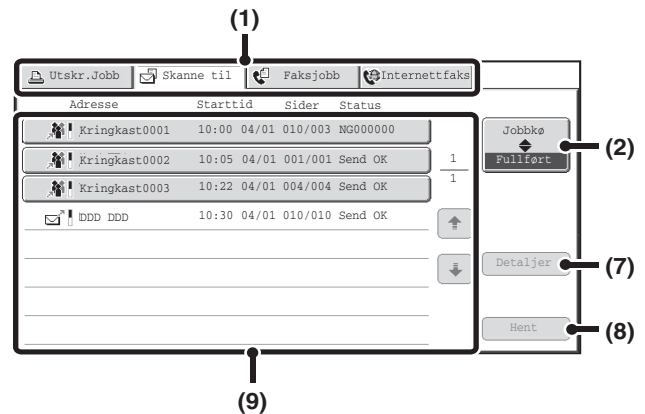 (1)
Utskr.Jobb Skanne til Faksjobb Internettfaks
Adresse Starttid Sider Status
Kringkast0001 10:00 04/01 010/003 NG000000
Kringkast0002 10:05 04/01 001/001 Send OK
Kringkast0003 10:22 04/01 004/004 Send OK
DDD DDD 10:30 04/01 010/010 Send OK
1
1
Jobbkø
Fullført
(2)
Detaljer
(7)
Hent
(8)
(9)